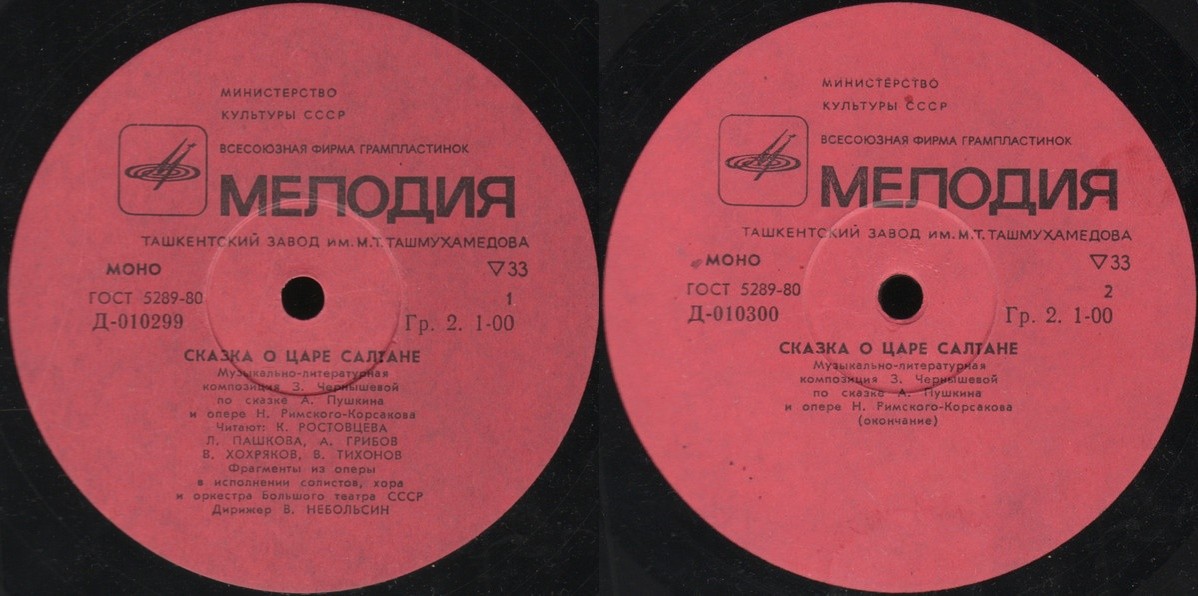 МИНИСТЕРСТВО
КУЛЬТУРЫ СССР
ВСЕСОЮЗНАЯ ФИРМА ГРАМПЛАСТИНОК
МЕЛОДИЯ
ТАШКЕНТСКИЙ ЗАВОД ИМ. М.Т. ТАШМУХАМЕДОВА
МОНО ▽33
ГОСТ 5289-80 1
Д-010299 Гр. 2. 1-00
СКАЗКА О ЦАРЕ САЛТАНЕ
Музыкально-литературная
композиция З. Чернышевой
по сказке А. Пушкина
и опере Н. Римского-Корсакова
Читают: К. РОСТОВЦЕВА
Л. ПАШКОВА, А. ГРИБОВ
В. ХОХРЯКОВ, В. ТИХОНОВ
Фрагменты из оперы
в исполнении солистов, хора
и оркестра Большого театра СССР
Дирижер В. НЕБОЛЬСИН
МИНИСТЕРСТВО
КУЛЬТУРЫ СССР
ВСЕСОЮЗНАЯ ФИРМА ГРАМПЛАСТИНОК
МЕЛОДИЯ
ТАШКЕНТСКИЙ ЗАВОД ИМ. М.Т. ТАШМУХАМЕДОВА
МОНО ▽33
ГОСТ 5289-80 2
Д-010300 Гр. 2. 1-00
СКАЗКА О ЦАРЕ САЛТАНЕ
Музыкально-литературная
композиция З. Чернышевой
по сказке А. Пушкина
и опере Н. Римского-Корсакова
(окончание)